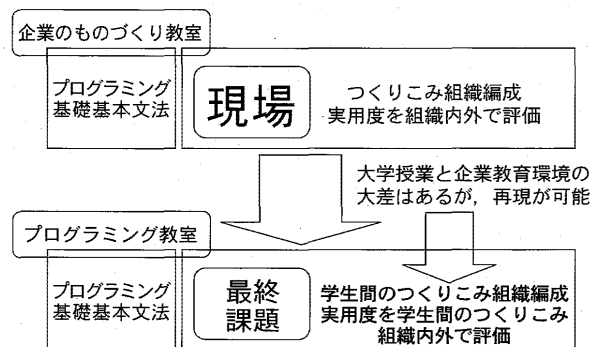 企業のものづくり教室
プログラミング
基礎基本文法
現場
つくりこみ組織編成
実用度を組織内外で評価
大学授業と企業教育環境の
大差はあるが，再現が可能
プログラミング教室
プログラミング
基礎基本文法
最終
課題
学生間のつくりこみ組織編成
実用度を学生間のつくりこみ
組織内外で評価